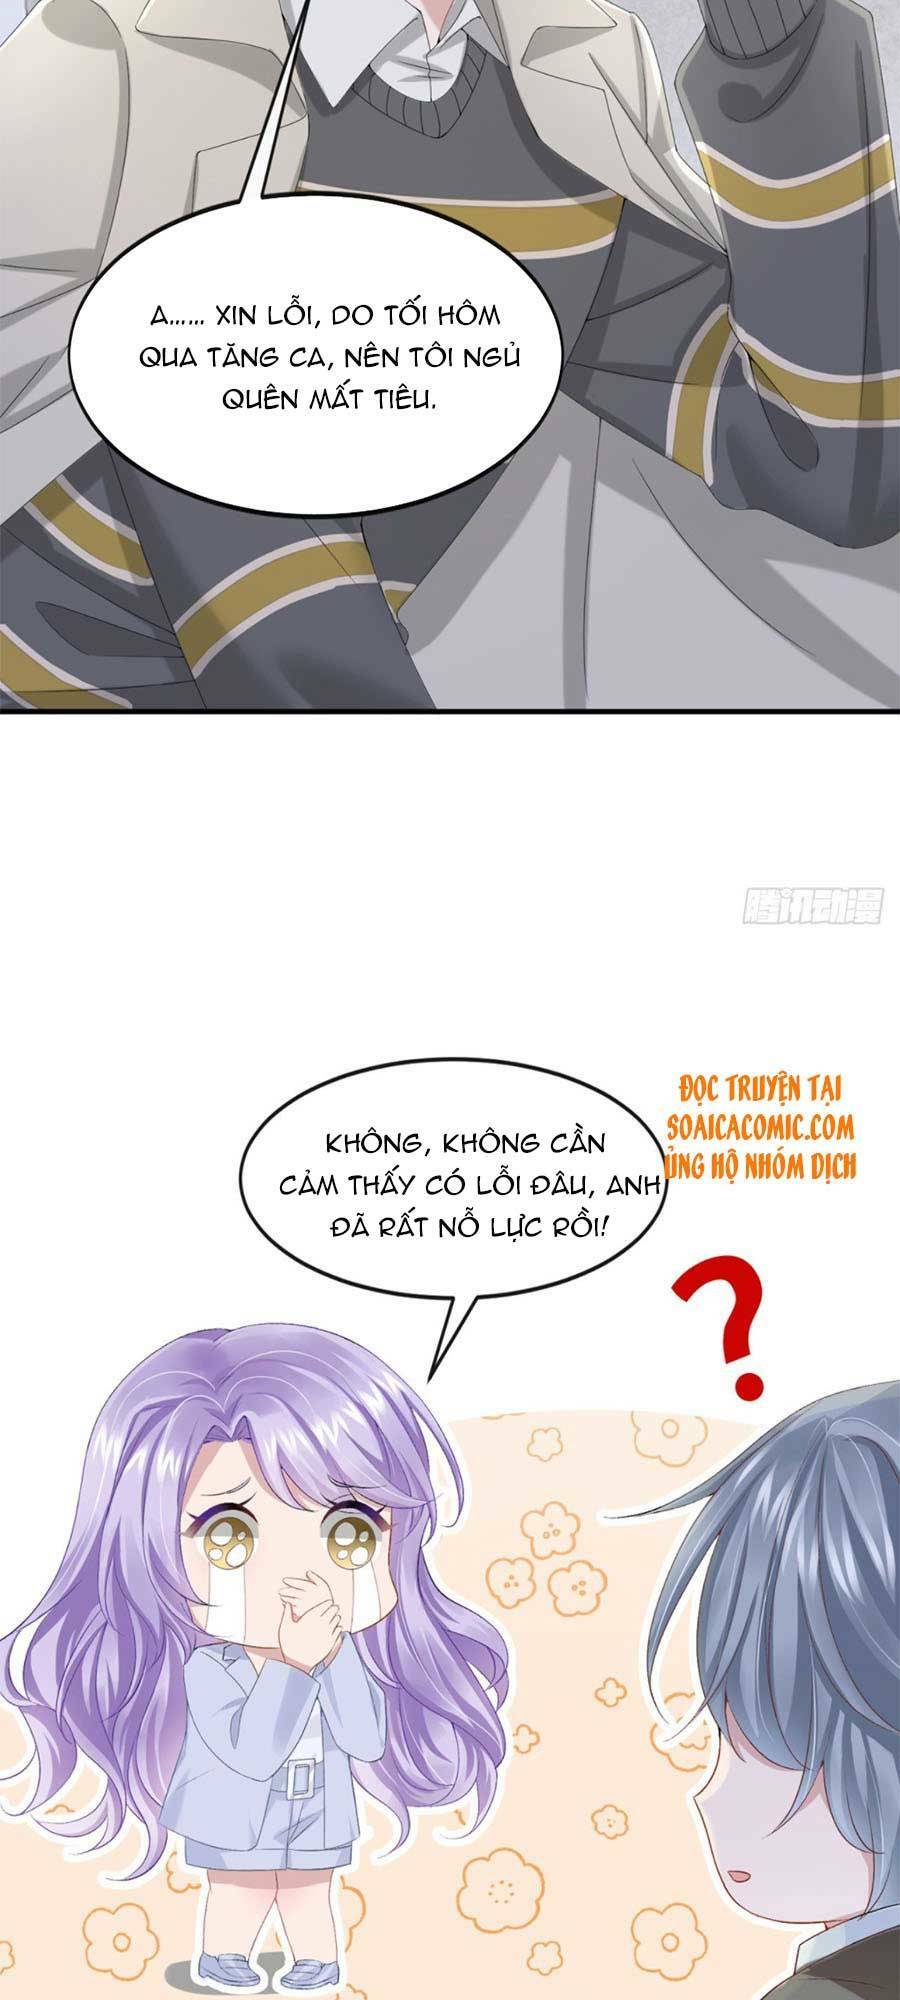 A...... XIN LỖI, DO TỐI HÔM
QUA TĂNG CA, NÊN TÔI NGỦ
QUÊN MẤT TIÊU.
腾讯动漫
ĐỌC TRUYỆN TẠI
SOAICACOMIC.COM
ỦNG HỘ NHÓM DỊCH
KHÔNG, KHÔNG CẦN
CẢM THẤY CÓ LỖI ĐÂU, ANH
ĐÃ RẤT NỖ LỰC RỒI!
?